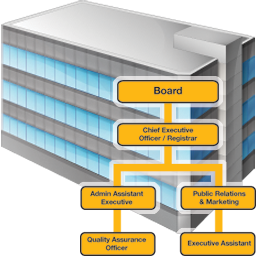 Board
Chief Executive
Officer / Registrar
Admin Assistant
Executive
Public Relations
& Marketing
Quality Assurance
Officer
Executive Assistant